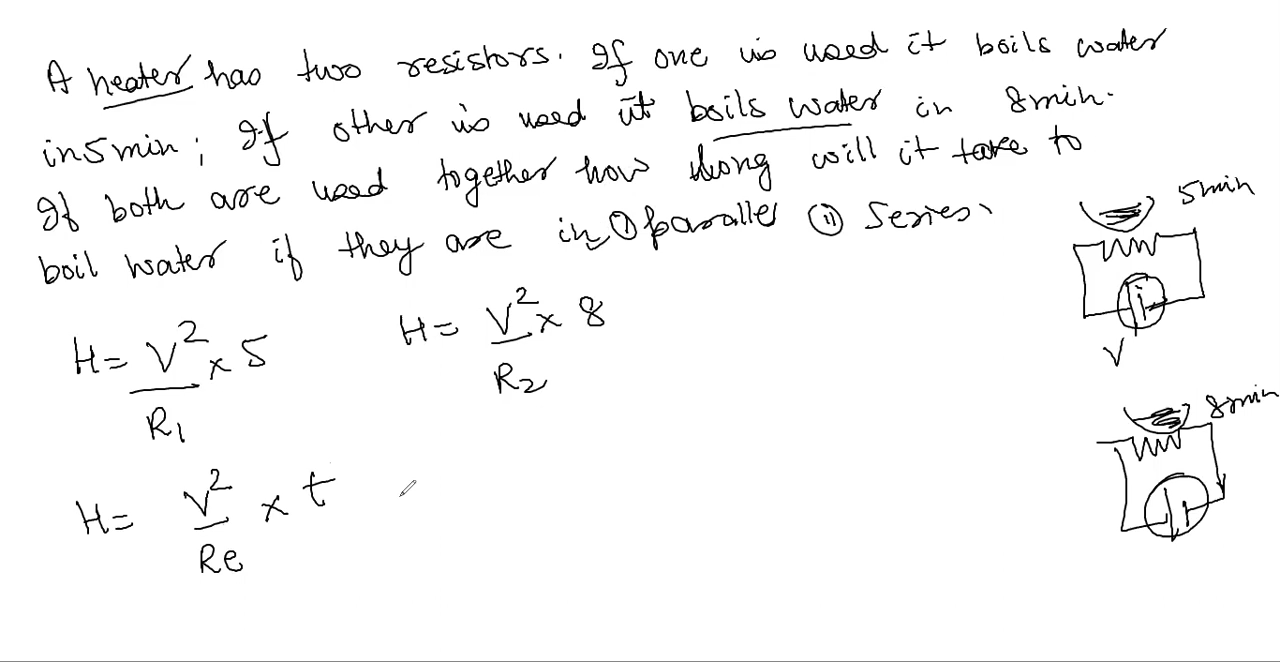 A heater has two resistors. If one is used it boils water
in 5 min ; If other is used it boils water in 8 min.
If both are used together how long will it take to
boil water if they are in (i) parallel (ii) Series.
5 min
H = V² / R₁ × 5
H = V² / R₂ × 8
V
8 min
H = V² / Re × t